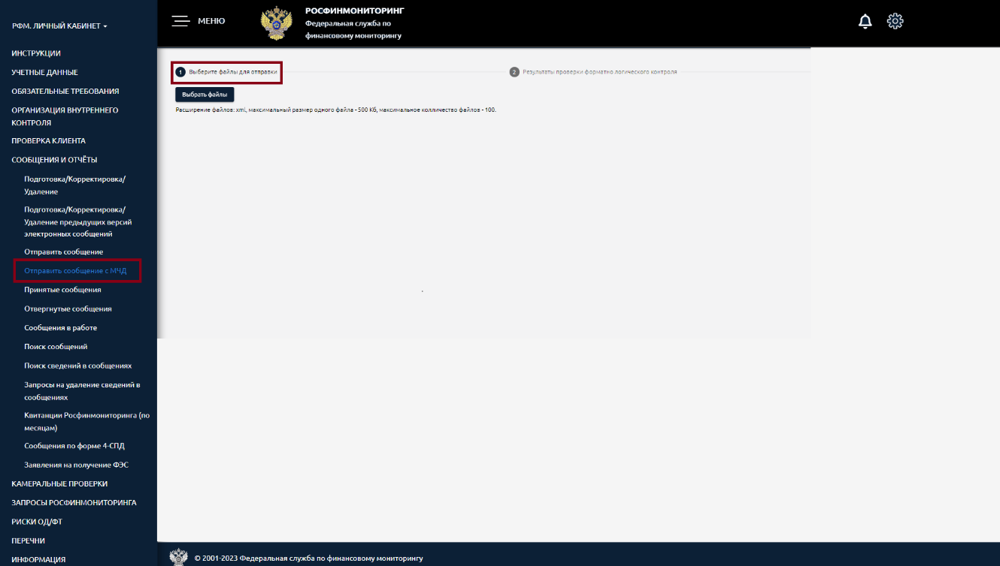 РФМ. ЛИЧНЫЙ КАБИНЕТ
ИНСТРУКЦИИ
УЧЕТНЫЕ ДАННЫЕ
ОБЯЗАТЕЛЬНЫЕ ТРЕБОВАНИЯ
ОРГАНИЗАЦИЯ ВНУТРЕННЕГО
КОНТРОЛЯ
ПРОВЕРКА КЛИЕНТА
СООБЩЕНИЯ И ОТЧЁТЫ
Подготовка/Корректировка/
Удаление
Подготовка/Корректировка/
Удаление предыдущих версий
электронных сообщений
Отправить сообщение
Отправить сообщение с МЧД
Принятые сообщения
Отвергнутые сообщения
Сообщения в работе
Поиск сообщений
Поиск сведений в сообщениях
Запросы на удаление сведений в
сообщениях
Квитанции Росфинмониторинга (по
месяцам)
Сообщения по форме 4-СПД
Заявления на получение ФЭС
КАМЕРАЛЬНЫЕ ПРОВЕРКИ
ЗАПРОСЫ РОСФИНМОНИТОРИНГА
РИСКИ ОД/ФТ
ПЕРЕЧНИ
ИНФОРМАЦИЯ
МЕНЮ
РОСФИНМОНИТОРИНГ
Федеральная служба по
финансовому мониторингу
1 Выберите файлы для отправки
2 Результаты проверки форматно логического контроля
Выбрать файлы
Расширение файлов: xml, максимальный размер одного файла - 500 Кб, максимальное колличество файлов - 100.
© 2001-2023 Федеральная служба по финансовому мониторингу